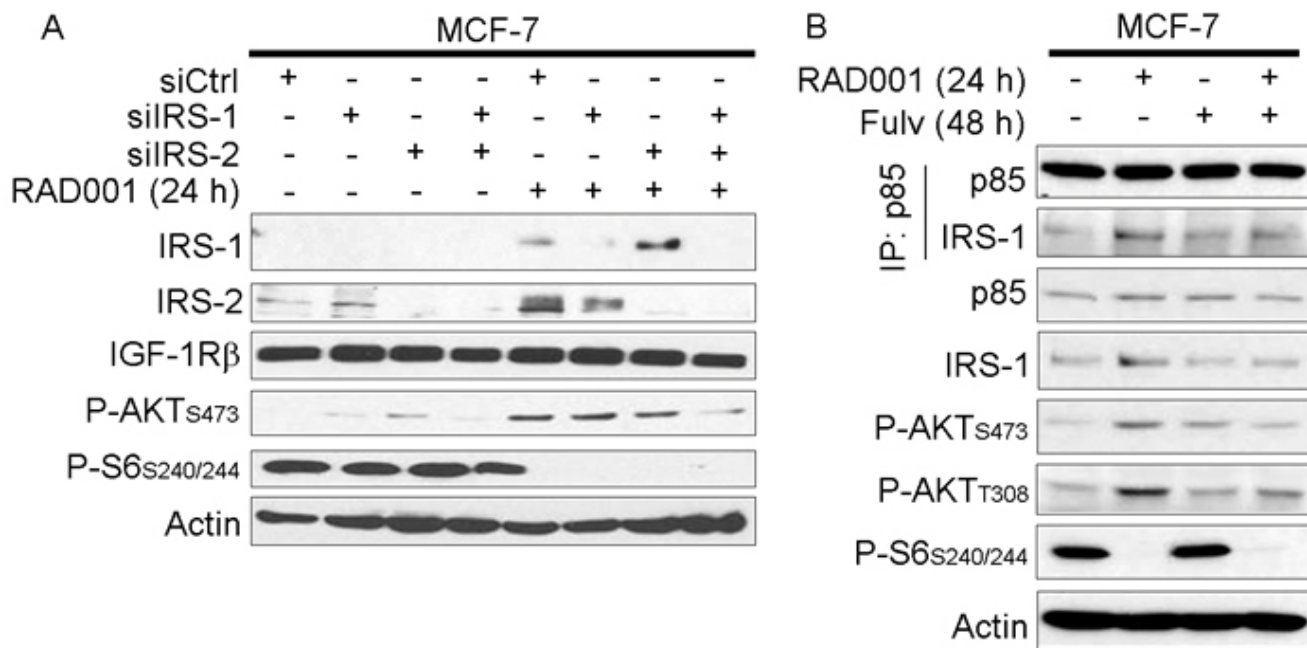 A
MCF-7
siCtrl + - - - + - - -
siIRS-1 - + - + - + - +
siIRS-2 - - + + - - + +
RAD001 (24 h) - - - - + + + +
IRS-1
IRS-2
IGF-1Rβ
P-AKTS473
P-S6S240/244
Actin
B
MCF-7
RAD001 (24 h) - + - +
Fulv (48 h) - - + +
IP: p85
p85
IRS-1
p85
IRS-1
P-AKTS473
P-AKTT308
P-S6S240/244
Actin